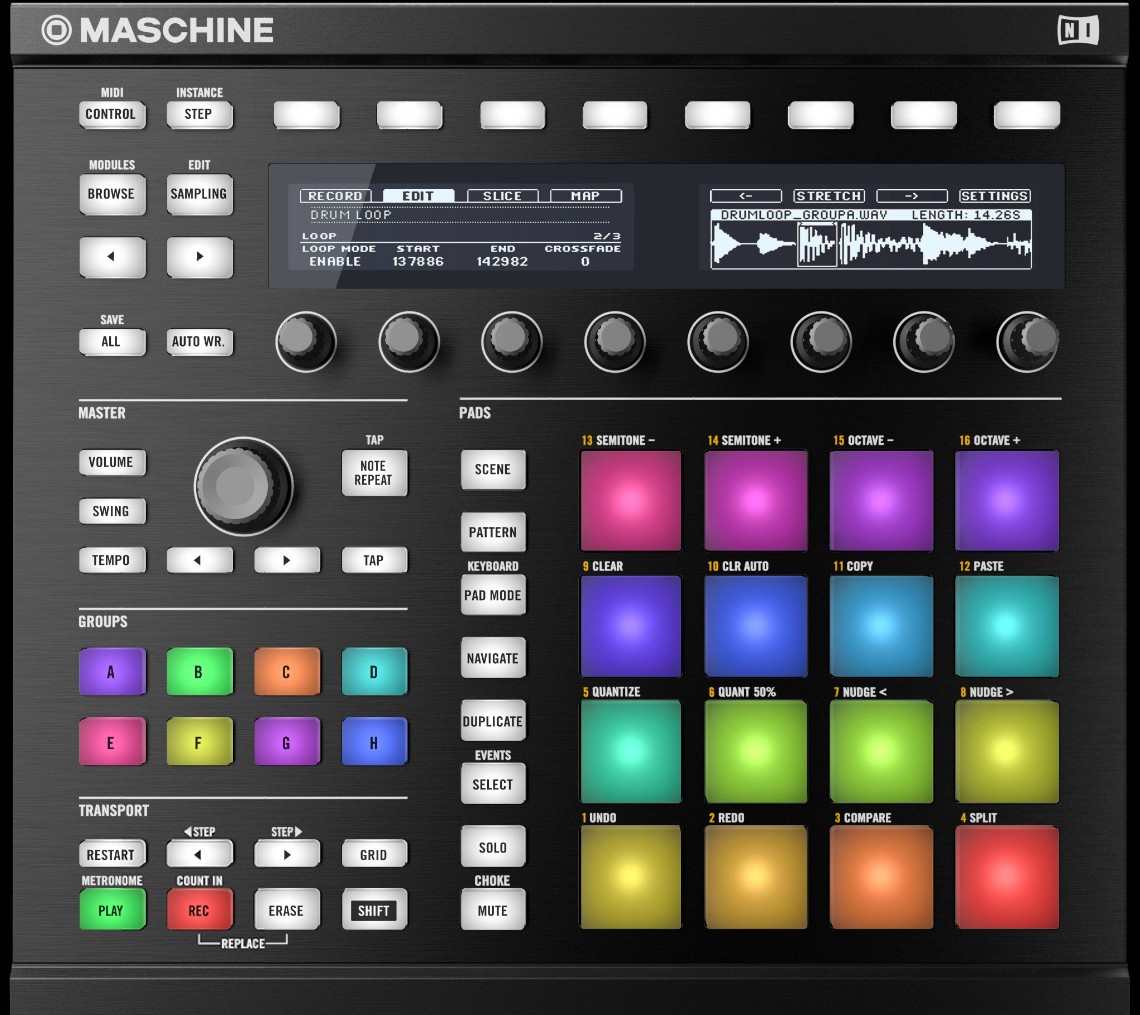 MASCHINE
NI
MIDI
CONTROL
INSTANCE
STEP
MODULES
BROWSE
EDIT
SAMPLING
SAVE
ALL
AUTO WR.
RECORD EDIT SLICE MAP
DRUM LOOP
LOOP 2/3
LOOP MODE START END CROSSFADE
ENABLE 137886 142982 0
<- STRETCH -> SETTINGS
DRUMLOOP_GROUPA.WAV LENGTH: 14.26S
MASTER
VOLUME
SWING
TEMPO
TAP
NOTE
REPEAT
TAP
GROUPS
A B C D
E F G H
TRANSPORT
RESTART
◀STEP
STEP▶
GRID
METRONOME
PLAY
COUNT IN
REC
ERASE
SHIFT
REPLACE
PADS
SCENE
PATTERN
KEYBOARD
PAD MODE
NAVIGATE
DUPLICATE
EVENTS
SELECT
SOLO
CHOKE
MUTE
13 SEMITONE –
14 SEMITONE +
15 OCTAVE –
16 OCTAVE +
9 CLEAR
10 CLR AUTO
11 COPY
12 PASTE
5 QUANTIZE
6 QUANT 50%
7 NUDGE <
8 NUDGE >
1 UNDO
2 REDO
3 COMPARE
4 SPLIT